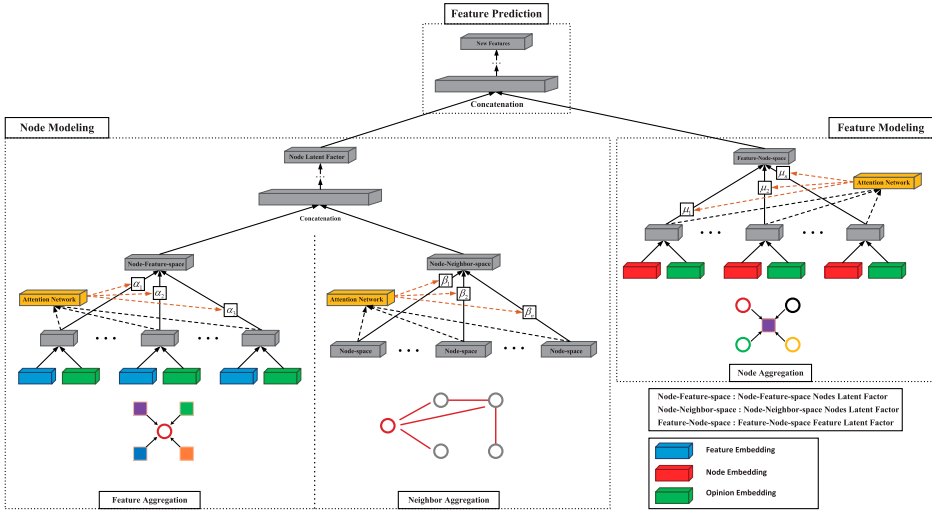 Feature Prediction
New Features
...
Concatenation
Node Modeling
Feature Modeling
Node Latent Factor
...
Concatenation
Feature-Node-space
Attention Network
μ1
μ2
Node-Feature-space
Node-Neighbor-space
Attention Network
α1
α2
α3
Attention Network
β1
β2
...
...
...
...
Node-space
...
Node-space
...
Node-space
Node Aggregation
Node-Feature-space : Node-Feature-space Nodes Latent Factor
Node-Neighbor-space : Node-Neighbor-space Nodes Latent Factor
Feature-Node-space : Feature-Node-space Feature Latent Factor
Feature Embedding
Node Embedding
Opinion Embedding
Feature Aggregation
Neighbor Aggregation